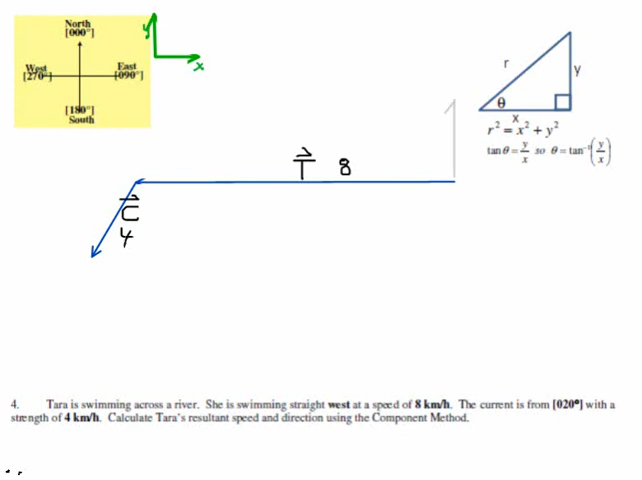 North
[000°]
West
[270°]
East
[090°]
[180°]
South
y
x
r
y
θ
x
r² = x² + y²
tan θ = y/x so θ = tan⁻¹(y/x)
T 8
C
4
4. Tara is swimming across a river. She is swimming straight west at a speed of 8 km/h. The current is from [020°] with a
strength of 4 km/h. Calculate Tara's resultant speed and direction using the Component Method.